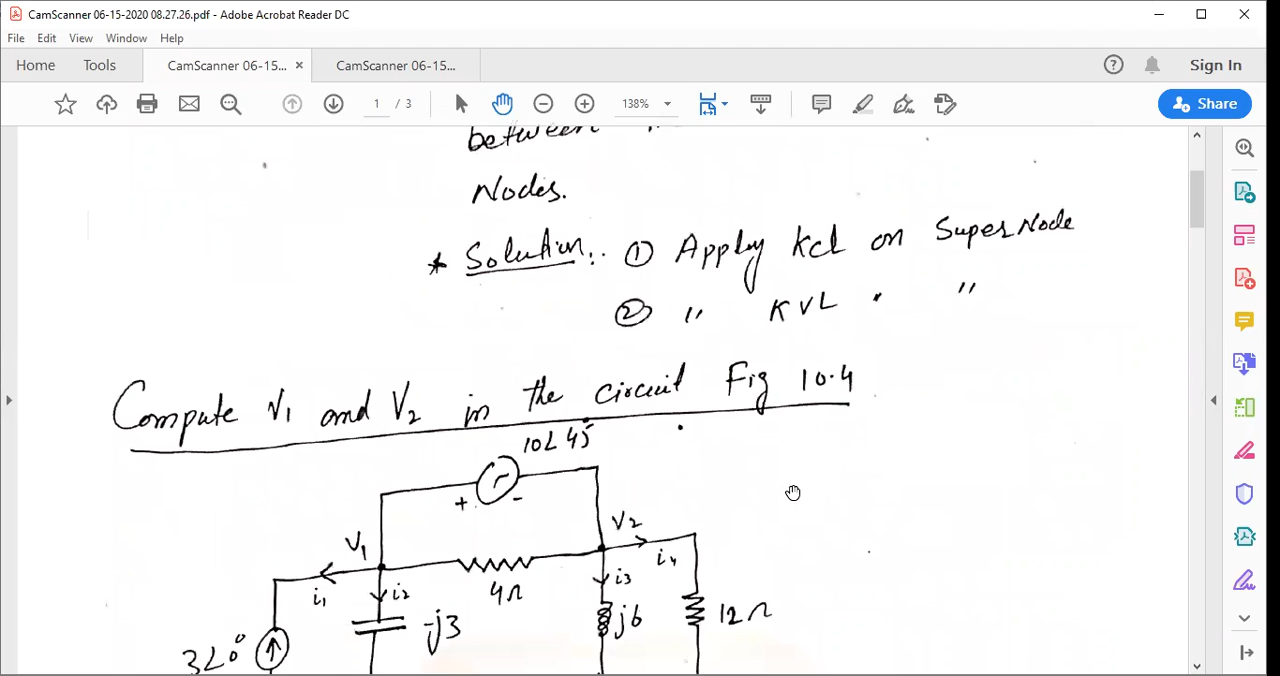 CamScanner 06-15-2020 08.27.26.pdf - Adobe Acrobat Reader DC
File Edit View Window Help
Home Tools CamScanner 06-15... × CamScanner 06-15...
Sign In
1 / 3
138%
Share
between
Nodes.
* Solution:. ① Apply Kcl on SuperNode
② " KVL " "
Compute V1 and V2 in the circuit Fig 10.4
10∠45°
+ -
V1
V2
i1
i2
4Ω
i3
i4
-j3
j6
12Ω
3∠0°